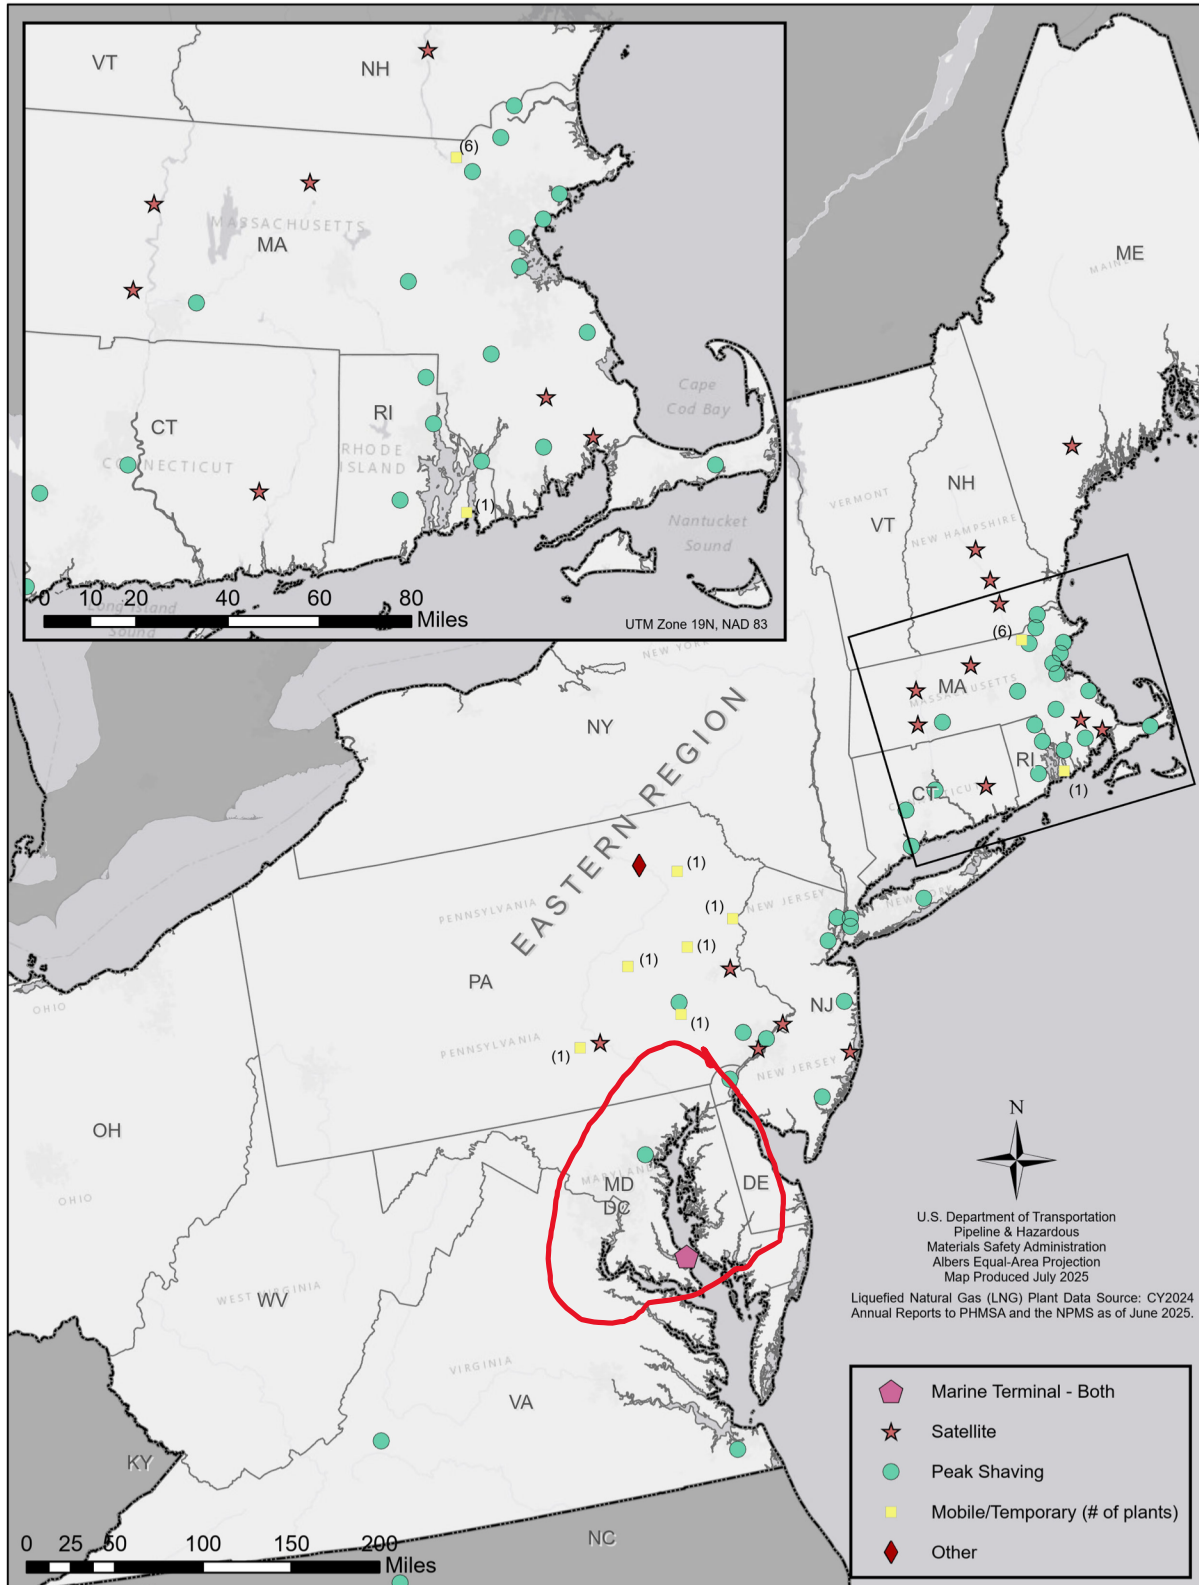 VT
NH
(6)
MASSACHUSETTS
MA
CT
CONNECTICUT
RI
RHODE
ISLAND
(1)
Cape
Cod Bay
Nantucket
Sound
Long Island
Sound
0 10 20 40 60 80
Miles
UTM Zone 19N, NAD 83
ME
MAINE
NH
NEW HAMPSHIRE
VERMONT
VT
(6)
MA
MASSACHUSETTS
RI
CT
CONNECTICUT
(1)
NEW YORK
NY
EASTERN REGION
NEW YORK
(1)
PENNSYLVANIA
(1)
NEW JERSEY
(1)
(1)
PA
NJ
OHIO
(1)
(1)
PENNSYLVANIA
NEW JERSEY
OH
OHIO
MARYLAND
MD
DC
DE
WEST VIRGINIA
WV
VIRGINIA
VA
KY
NC
N
U.S. Department of Transportation
Pipeline & Hazardous
Materials Safety Administration
Albers Equal-Area Projection
Map Produced July 2025
Liquefied Natural Gas (LNG) Plant Data Source: CY2024
Annual Reports to PHMSA and the NPMS as of June 2025.
Marine Terminal - Both
Satellite
Peak Shaving
Mobile/Temporary (# of plants)
Other
0 25 50 100 150 200
Miles